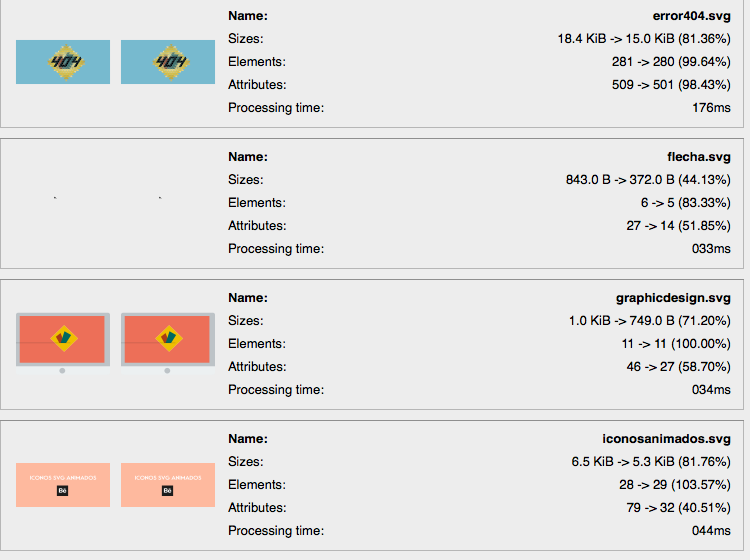 404 404
Name: error404.svg
Sizes: 18.4 KiB -> 15.0 KiB (81.36%)
Elements: 281 -> 280 (99.64%)
Attributes: 509 -> 501 (98.43%)
Processing time: 176ms
Name: flecha.svg
Sizes: 843.0 B -> 372.0 B (44.13%)
Elements: 6 -> 5 (83.33%)
Attributes: 27 -> 14 (51.85%)
Processing time: 033ms
Name: graphicdesign.svg
Sizes: 1.0 KiB -> 749.0 B (71.20%)
Elements: 11 -> 11 (100.00%)
Attributes: 46 -> 27 (58.70%)
Processing time: 034ms
ICONOS SVG ANIMADOS ICONOS SVG ANIMADOS
Bē Bē
Name: iconosanimados.svg
Sizes: 6.5 KiB -> 5.3 KiB (81.76%)
Elements: 28 -> 29 (103.57%)
Attributes: 79 -> 32 (40.51%)
Processing time: 044ms